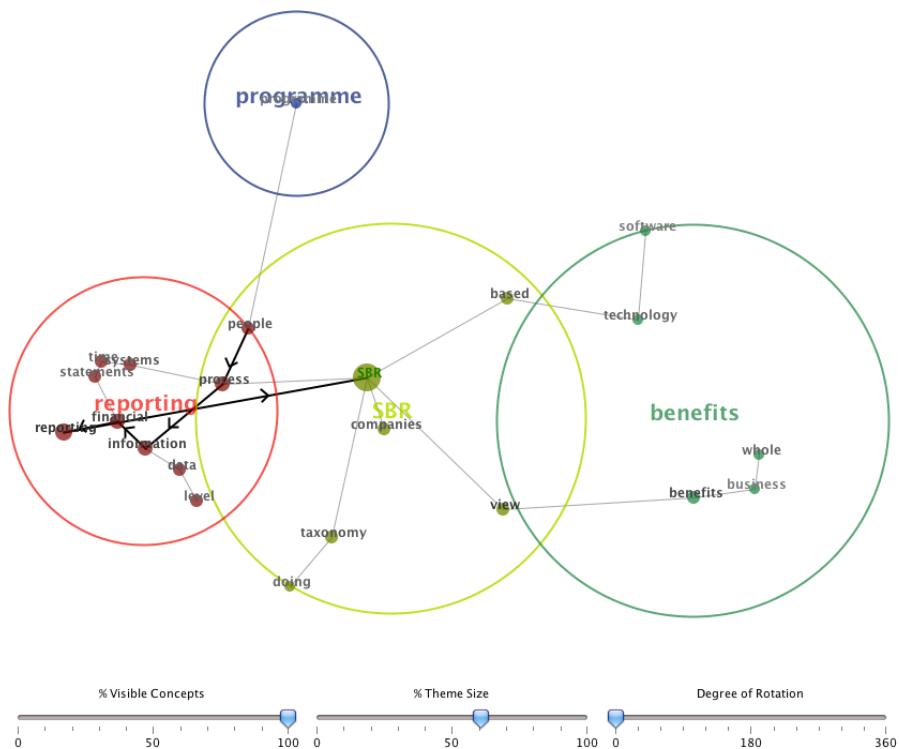 programme
programme
software
based
technology
people
SBR
time
systems
statements
prozess
reporting
SBR
benefits
financial
reporting
companies
information
whole
data
business
benefits
level
view
taxonomy
doing
% Visible Concepts
% Theme Size
Degree of Rotation
0 50 100
0 50 100
0 180 360